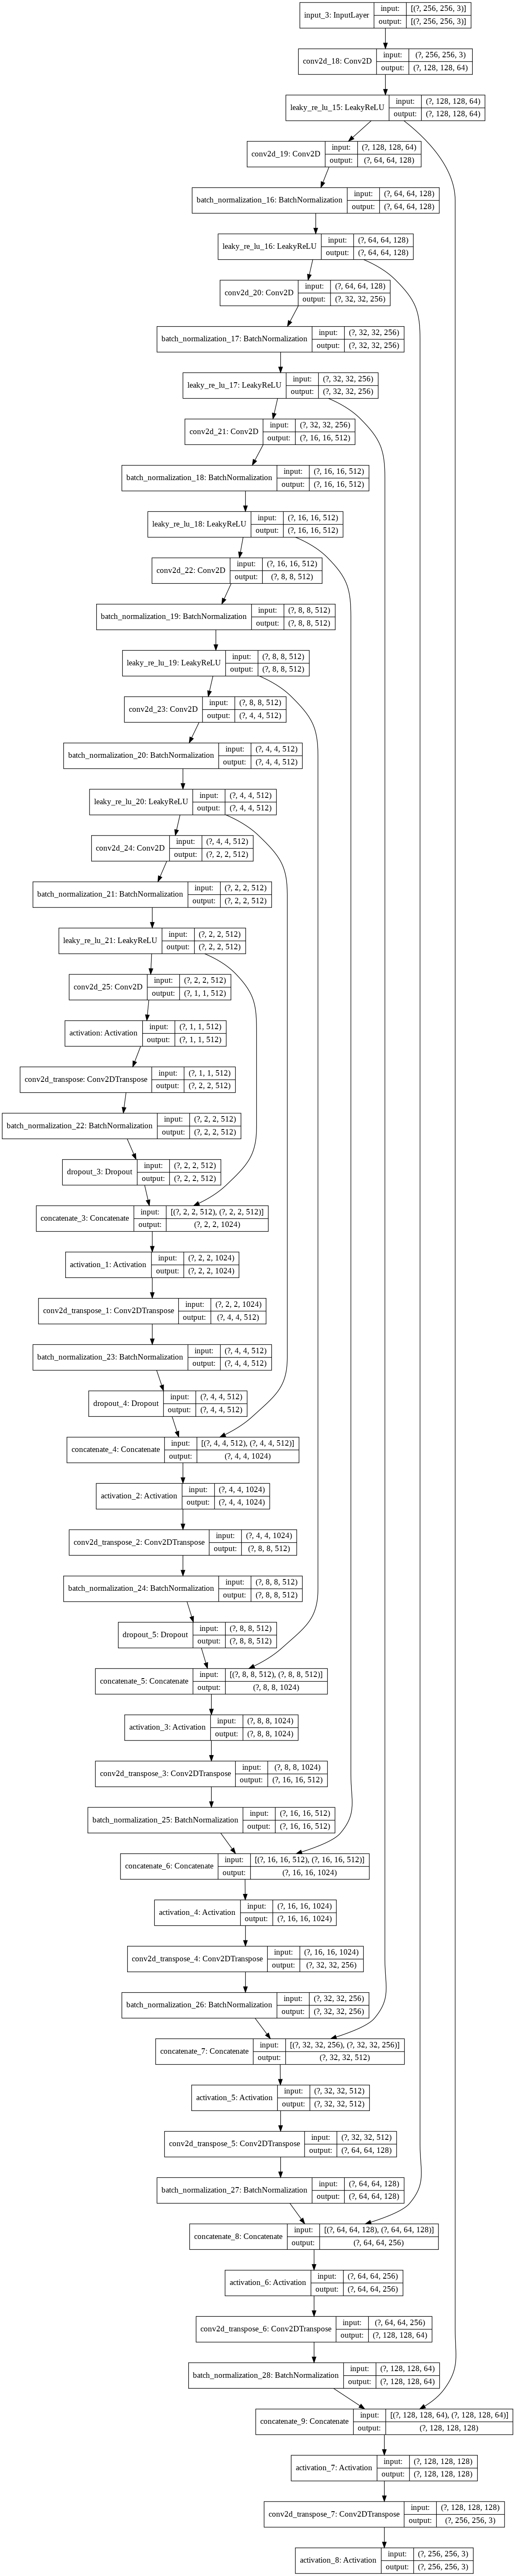 input_3: InputLayer
input: [(?, 256, 256, 3)]
output: [(?, 256, 256, 3)]
conv2d_18: Conv2D
input: (?, 256, 256, 3)
output: (?, 128, 128, 64)
leaky_re_lu_15: LeakyReLU
input: (?, 128, 128, 64)
output: (?, 128, 128, 64)
conv2d_19: Conv2D
input: (?, 128, 128, 64)
output: (?, 64, 64, 128)
batch_normalization_16: BatchNormalization
input: (?, 64, 64, 128)
output: (?, 64, 64, 128)
leaky_re_lu_16: LeakyReLU
input: (?, 64, 64, 128)
output: (?, 64, 64, 128)
conv2d_20: Conv2D
input: (?, 64, 64, 128)
output: (?, 32, 32, 256)
batch_normalization_17: BatchNormalization
input: (?, 32, 32, 256)
output: (?, 32, 32, 256)
leaky_re_lu_17: LeakyReLU
input: (?, 32, 32, 256)
output: (?, 32, 32, 256)
conv2d_21: Conv2D
input: (?, 32, 32, 256)
output: (?, 16, 16, 512)
batch_normalization_18: BatchNormalization
input: (?, 16, 16, 512)
output: (?, 16, 16, 512)
leaky_re_lu_18: LeakyReLU
input: (?, 16, 16, 512)
output: (?, 16, 16, 512)
conv2d_22: Conv2D
input: (?, 16, 16, 512)
output: (?, 8, 8, 512)
batch_normalization_19: BatchNormalization
input: (?, 8, 8, 512)
output: (?, 8, 8, 512)
leaky_re_lu_19: LeakyReLU
input: (?, 8, 8, 512)
output: (?, 8, 8, 512)
conv2d_23: Conv2D
input: (?, 8, 8, 512)
output: (?, 4, 4, 512)
batch_normalization_20: BatchNormalization
input: (?, 4, 4, 512)
output: (?, 4, 4, 512)
leaky_re_lu_20: LeakyReLU
input: (?, 4, 4, 512)
output: (?, 4, 4, 512)
conv2d_24: Conv2D
input: (?, 4, 4, 512)
output: (?, 2, 2, 512)
batch_normalization_21: BatchNormalization
input: (?, 2, 2, 512)
output: (?, 2, 2, 512)
leaky_re_lu_21: LeakyReLU
input: (?, 2, 2, 512)
output: (?, 2, 2, 512)
conv2d_25: Conv2D
input: (?, 2, 2, 512)
output: (?, 1, 1, 512)
activation: Activation
input: (?, 1, 1, 512)
output: (?, 1, 1, 512)
conv2d_transpose: Conv2DTranspose
input: (?, 1, 1, 512)
output: (?, 2, 2, 512)
batch_normalization_22: BatchNormalization
input: (?, 2, 2, 512)
output: (?, 2, 2, 512)
dropout_3: Dropout
input: (?, 2, 2, 512)
output: (?, 2, 2, 512)
concatenate_3: Concatenate
input: [(?, 2, 2, 512), (?, 2, 2, 512)]
output: (?, 2, 2, 1024)
activation_1: Activation
input: (?, 2, 2, 1024)
output: (?, 2, 2, 1024)
conv2d_transpose_1: Conv2DTranspose
input: (?, 2, 2, 1024)
output: (?, 4, 4, 512)
batch_normalization_23: BatchNormalization
input: (?, 4, 4, 512)
output: (?, 4, 4, 512)
dropout_4: Dropout
input: (?, 4, 4, 512)
output: (?, 4, 4, 512)
concatenate_4: Concatenate
input: [(?, 4, 4, 512), (?, 4, 4, 512)]
output: (?, 4, 4, 1024)
activation_2: Activation
input: (?, 4, 4, 1024)
output: (?, 4, 4, 1024)
conv2d_transpose_2: Conv2DTranspose
input: (?, 4, 4, 1024)
output: (?, 8, 8, 512)
batch_normalization_24: BatchNormalization
input: (?, 8, 8, 512)
output: (?, 8, 8, 512)
dropout_5: Dropout
input: (?, 8, 8, 512)
output: (?, 8, 8, 512)
concatenate_5: Concatenate
input: [(?, 8, 8, 512), (?, 8, 8, 512)]
output: (?, 8, 8, 1024)
activation_3: Activation
input: (?, 8, 8, 1024)
output: (?, 8, 8, 1024)
conv2d_transpose_3: Conv2DTranspose
input: (?, 8, 8, 1024)
output: (?, 16, 16, 512)
batch_normalization_25: BatchNormalization
input: (?, 16, 16, 512)
output: (?, 16, 16, 512)
concatenate_6: Concatenate
input: [(?, 16, 16, 512), (?, 16, 16, 512)]
output: (?, 16, 16, 1024)
activation_4: Activation
input: (?, 16, 16, 1024)
output: (?, 16, 16, 1024)
conv2d_transpose_4: Conv2DTranspose
input: (?, 16, 16, 1024)
output: (?, 32, 32, 256)
batch_normalization_26: BatchNormalization
input: (?, 32, 32, 256)
output: (?, 32, 32, 256)
concatenate_7: Concatenate
input: [(?, 32, 32, 256), (?, 32, 32, 256)]
output: (?, 32, 32, 512)
activation_5: Activation
input: (?, 32, 32, 512)
output: (?, 32, 32, 512)
conv2d_transpose_5: Conv2DTranspose
input: (?, 32, 32, 512)
output: (?, 64, 64, 128)
batch_normalization_27: BatchNormalization
input: (?, 64, 64, 128)
output: (?, 64, 64, 128)
concatenate_8: Concatenate
input: [(?, 64, 64, 128), (?, 64, 64, 128)]
output: (?, 64, 64, 256)
activation_6: Activation
input: (?, 64, 64, 256)
output: (?, 64, 64, 256)
conv2d_transpose_6: Conv2DTranspose
input: (?, 64, 64, 256)
output: (?, 128, 128, 64)
batch_normalization_28: BatchNormalization
input: (?, 128, 128, 64)
output: (?, 128, 128, 64)
concatenate_9: Concatenate
input: [(?, 128, 128, 64), (?, 128, 128, 64)]
output: (?, 128, 128, 128)
activation_7: Activation
input: (?, 128, 128, 128)
output: (?, 128, 128, 128)
conv2d_transpose_7: Conv2DTranspose
input: (?, 128, 128, 128)
output: (?, 256, 256, 3)
activation_8: Activation
input: (?, 256, 256, 3)
output: (?, 256, 256, 3)